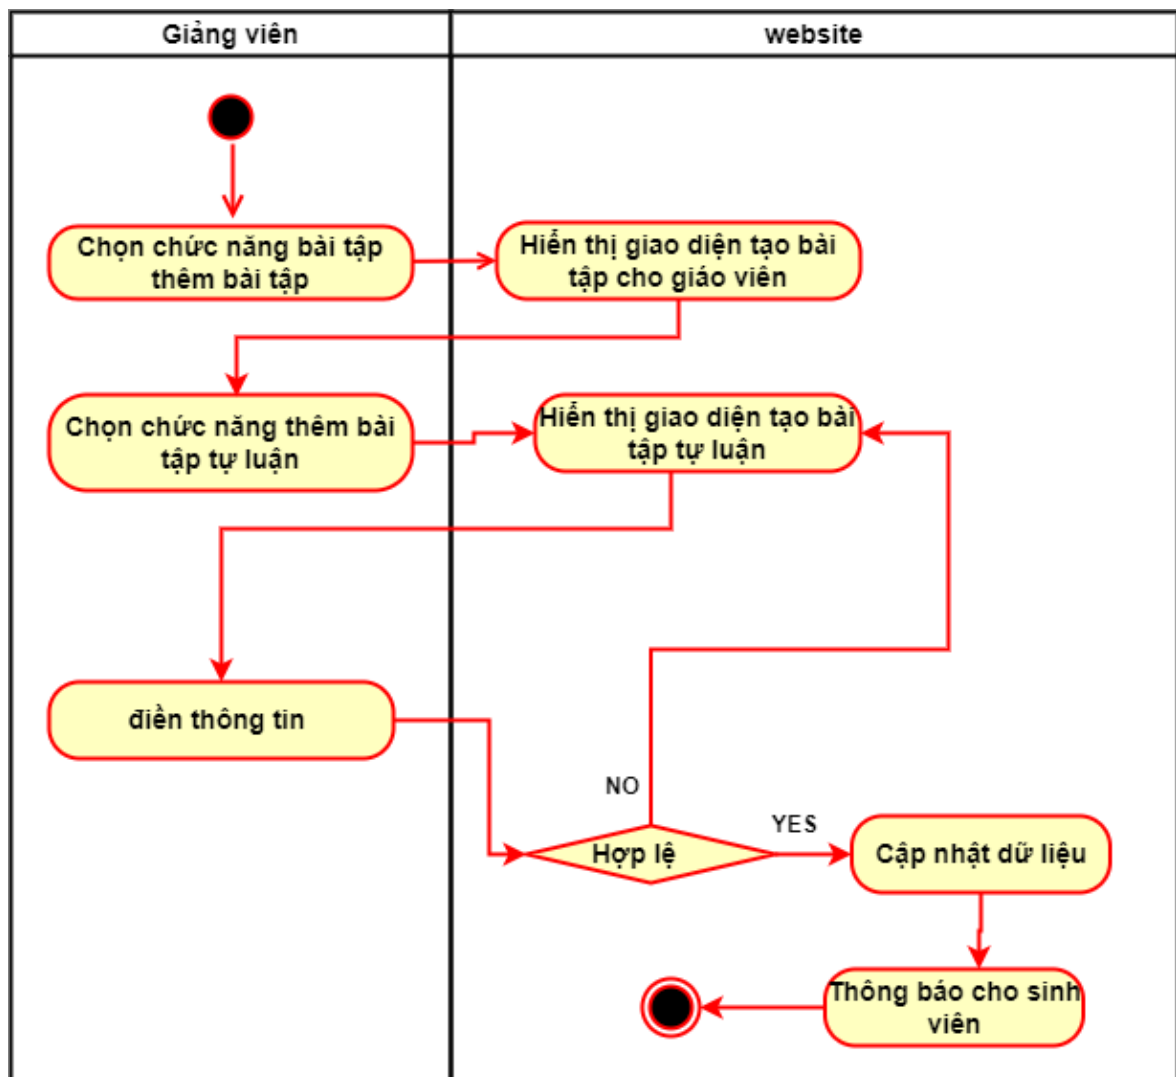 Giảng viên
website
Chọn chức năng bài tập
thêm bài tập
Hiển thị giao diện tạo bài
tập cho giáo viên
Chọn chức năng thêm bài
tập tự luận
Hiển thị giao diện tạo bài
tập tự luận
điền thông tin
NO
YES
Hợp lệ
Cập nhật dữ liệu
Thông báo cho sinh
viên